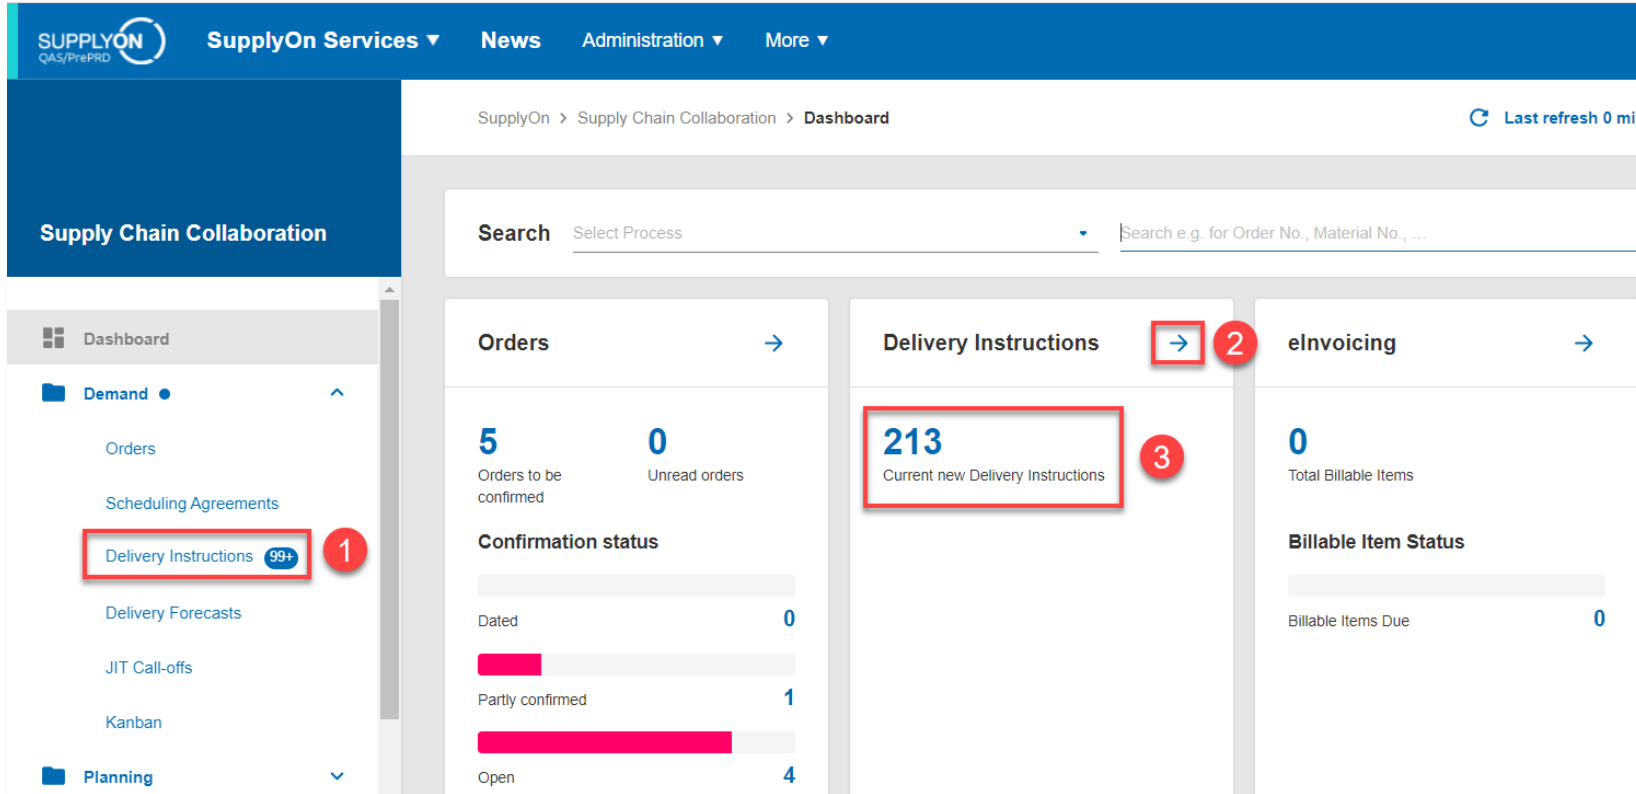 SUPPLYON
QAS/PrePRD
SupplyOn Services ▼ News Administration ▼ More ▼
SupplyOn > Supply Chain Collaboration > Dashboard
Last refresh 0 mi
Supply Chain Collaboration
Search Select Process Search e.g. for Order No., Material No., ...
Dashboard
Demand
Orders
Scheduling Agreements
Delivery Instructions 99+
1
Delivery Forecasts
JIT Call-offs
Kanban
Planning
Orders
5
Orders to be
confirmed
0
Unread orders
Confirmation status
Dated 0
Partly confirmed 1
Open 4
Delivery Instructions
2
213
Current new Delivery Instructions
3
eInvoicing
0
Total Billable Items
Billable Item Status
Billable Items Due 0